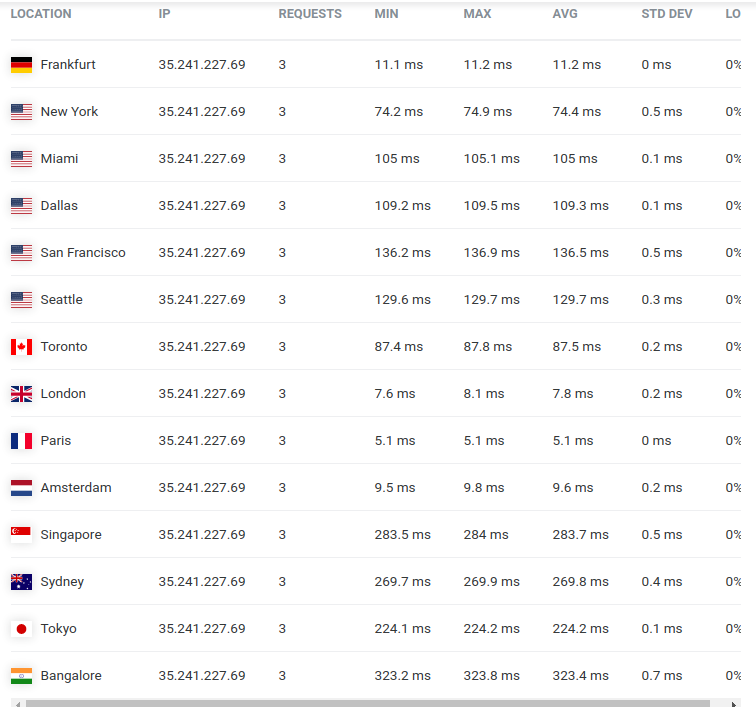 LOCATION IP REQUESTS MIN MAX AVG STD DEV LO
Frankfurt 35.241.227.69 3 11.1 ms 11.2 ms 11.2 ms 0 ms 0%
New York 35.241.227.69 3 74.2 ms 74.9 ms 74.4 ms 0.5 ms 0%
Miami 35.241.227.69 3 105 ms 105.1 ms 105 ms 0.1 ms 0%
Dallas 35.241.227.69 3 109.2 ms 109.5 ms 109.3 ms 0.1 ms 0%
San Francisco 35.241.227.69 3 136.2 ms 136.9 ms 136.5 ms 0.5 ms 0%
Seattle 35.241.227.69 3 129.6 ms 129.7 ms 129.7 ms 0.3 ms 0%
Toronto 35.241.227.69 3 87.4 ms 87.8 ms 87.5 ms 0.2 ms 0%
London 35.241.227.69 3 7.6 ms 8.1 ms 7.8 ms 0.2 ms 0%
Paris 35.241.227.69 3 5.1 ms 5.1 ms 5.1 ms 0 ms 0%
Amsterdam 35.241.227.69 3 9.5 ms 9.8 ms 9.6 ms 0.2 ms 0%
Singapore 35.241.227.69 3 283.5 ms 284 ms 283.7 ms 0.5 ms 0%
Sydney 35.241.227.69 3 269.7 ms 269.9 ms 269.8 ms 0.4 ms 0%
Tokyo 35.241.227.69 3 224.1 ms 224.2 ms 224.2 ms 0.1 ms 0%
Bangalore 35.241.227.69 3 323.2 ms 323.8 ms 323.4 ms 0.7 ms 0%